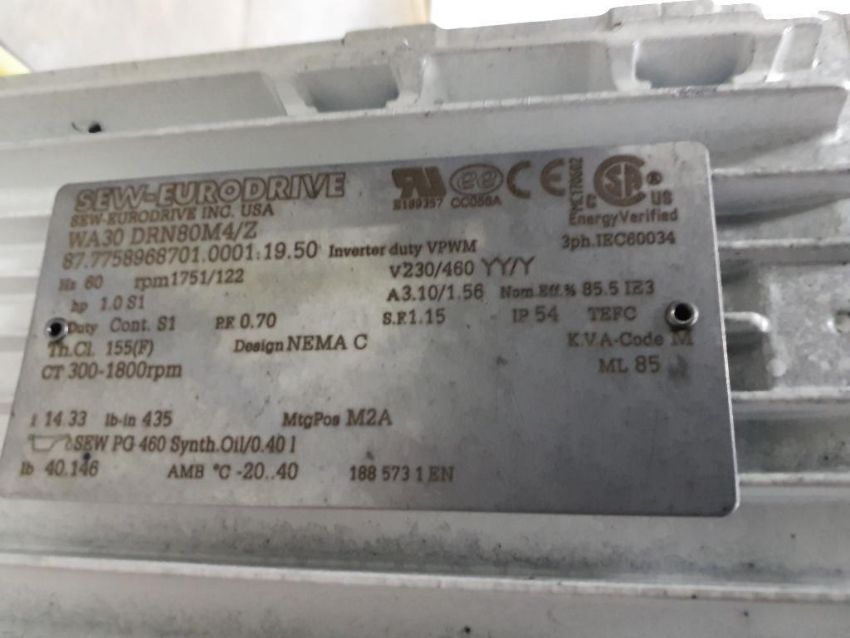 SEW-EURODRIVE
SEW-EURODRIVE INC. USA
WA30 DRN80M4/Z
87.7758968701.0001.19.50 Inverter duty VPWM 3ph.IEC60034
E189357 CC056A
EnergyVerified
C US
Hz 60 rpm1751/122 V230/460 YY/Y
hp 1.0 S1 A3.10/1.56 Nom.Eff.% 85.5 IE3
Duty Cont. S1 P.F. 0.70 S.F.1.15 IP 54 TEFC
Th.Cl. 155(F) Design NEMA C K.V.A-Code M
CT 300-1800rpm ML 85
i 14.33 lb-in 435 MtgPos M2A
SEW PG 460 Synth.Oil/0.40 l
lb 40.146 AMB °C -20..40 188 573 1 EN